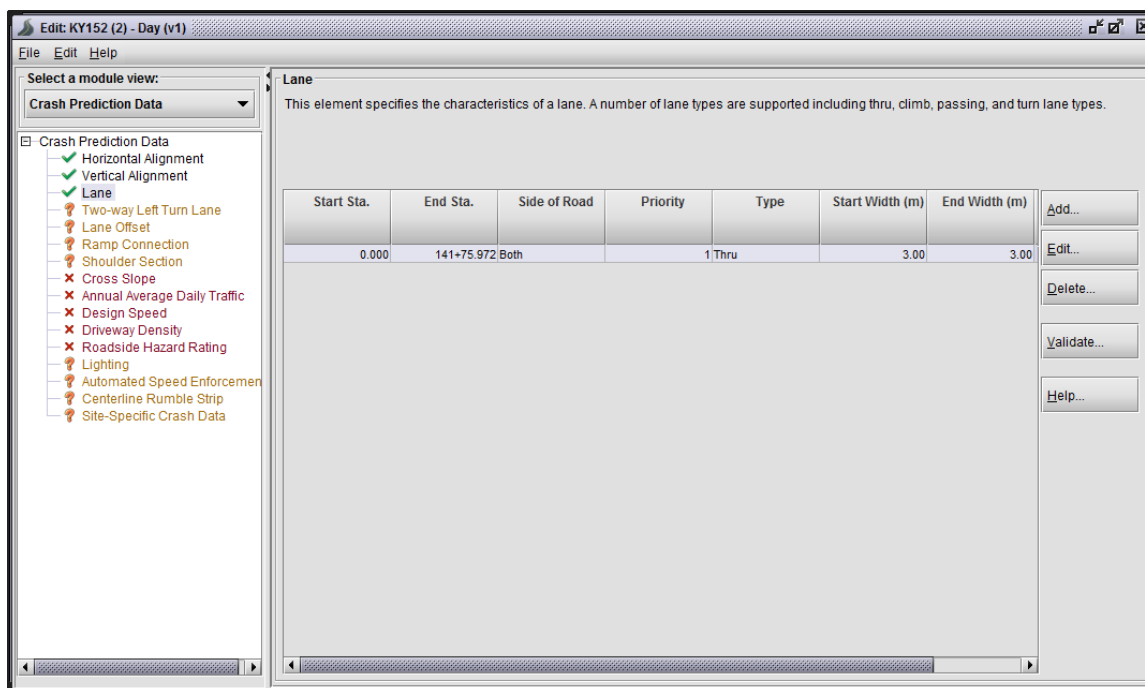 Edit: KY152 (2) - Day (v1)
File Edit Help
Select a module view:
Crash Prediction Data
Crash Prediction Data
Horizontal Alignment
Vertical Alignment
Lane
Two-way Left Turn Lane
Lane Offset
Ramp Connection
Shoulder Section
Cross Slope
Annual Average Daily Traffic
Design Speed
Driveway Density
Roadside Hazard Rating
Lighting
Automated Speed Enforcemen
Centerline Rumble Strip
Site-Specific Crash Data
Lane
This element specifies the characteristics of a lane. A number of lane types are supported including thru, climb, passing, and turn lane types.
Start Sta. End Sta. Side of Road Priority Type Start Width (m) End Width (m)
0.000 141+75.972 Both 1 Thru 3.00 3.00
Add...
Edit...
Delete...
Validate...
Help...